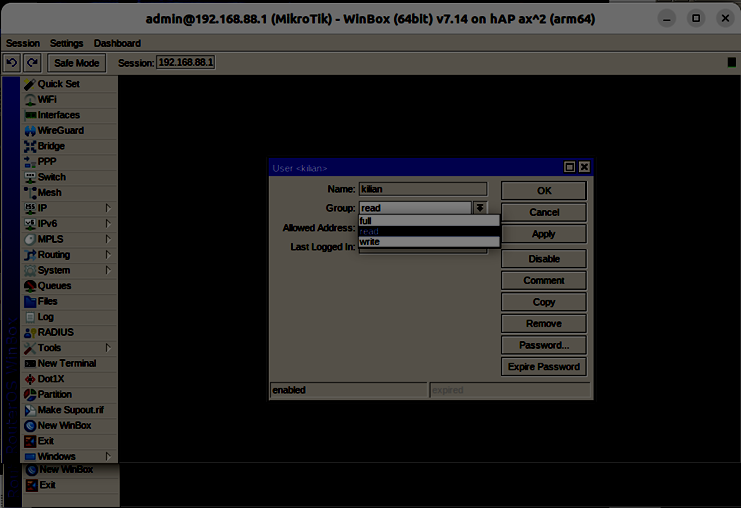 admin@192.168.88.1 (MikroTik) - WinBox (64bit) v7.14 on hAP ax^2 (arm64)
Session Settings Dashboard
Safe Mode Session: 192.168.88.1
Quick Set
WiFi
Interfaces
WireGuard
Bridge
PPP
Switch
Mesh
IP
IPv6
MPLS
Routing
System
Queues
Files
Log
RADIUS
Tools
New Terminal
Dot1X
Partition
Make Supout.rif
New WinBox
Exit
Windows
New WinBox
Exit
User <kilian>
Name: kilian
Group: read
full
read
write
Allowed Address:
Last Logged In:
OK
Cancel
Apply
Disable
Comment
Copy
Remove
Password...
Expire Password
enabled
expired